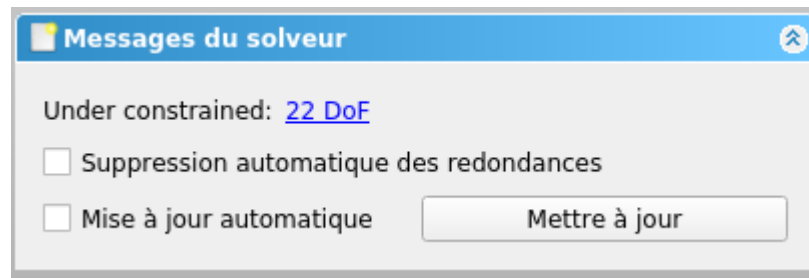 Messages du solveur
Under constrained: 22 DoF
Suppression automatique des redondances
Mise à jour automatique Mettre à jour